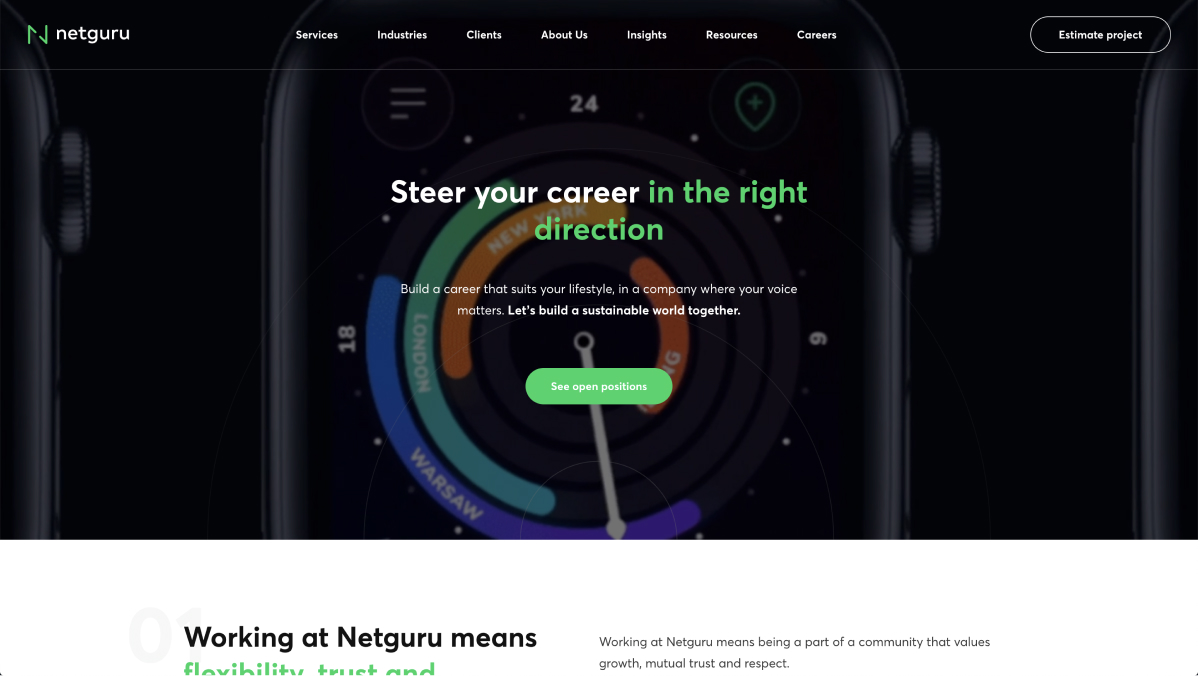 netguru
Services
Industries
Clients
About Us
Insights
Resources
Careers
Estimate project
24
Steer your career in the right
direction
NEW YORK
Build a career that suits your lifestyle, in a company where your voice
matters. Let's build a sustainable world together.
18
LONDON
6
See open positions
WARSAW
01
Working at Netguru means
flexibility, trust and
Working at Netguru means being a part of a community that values
growth, mutual trust and respect.